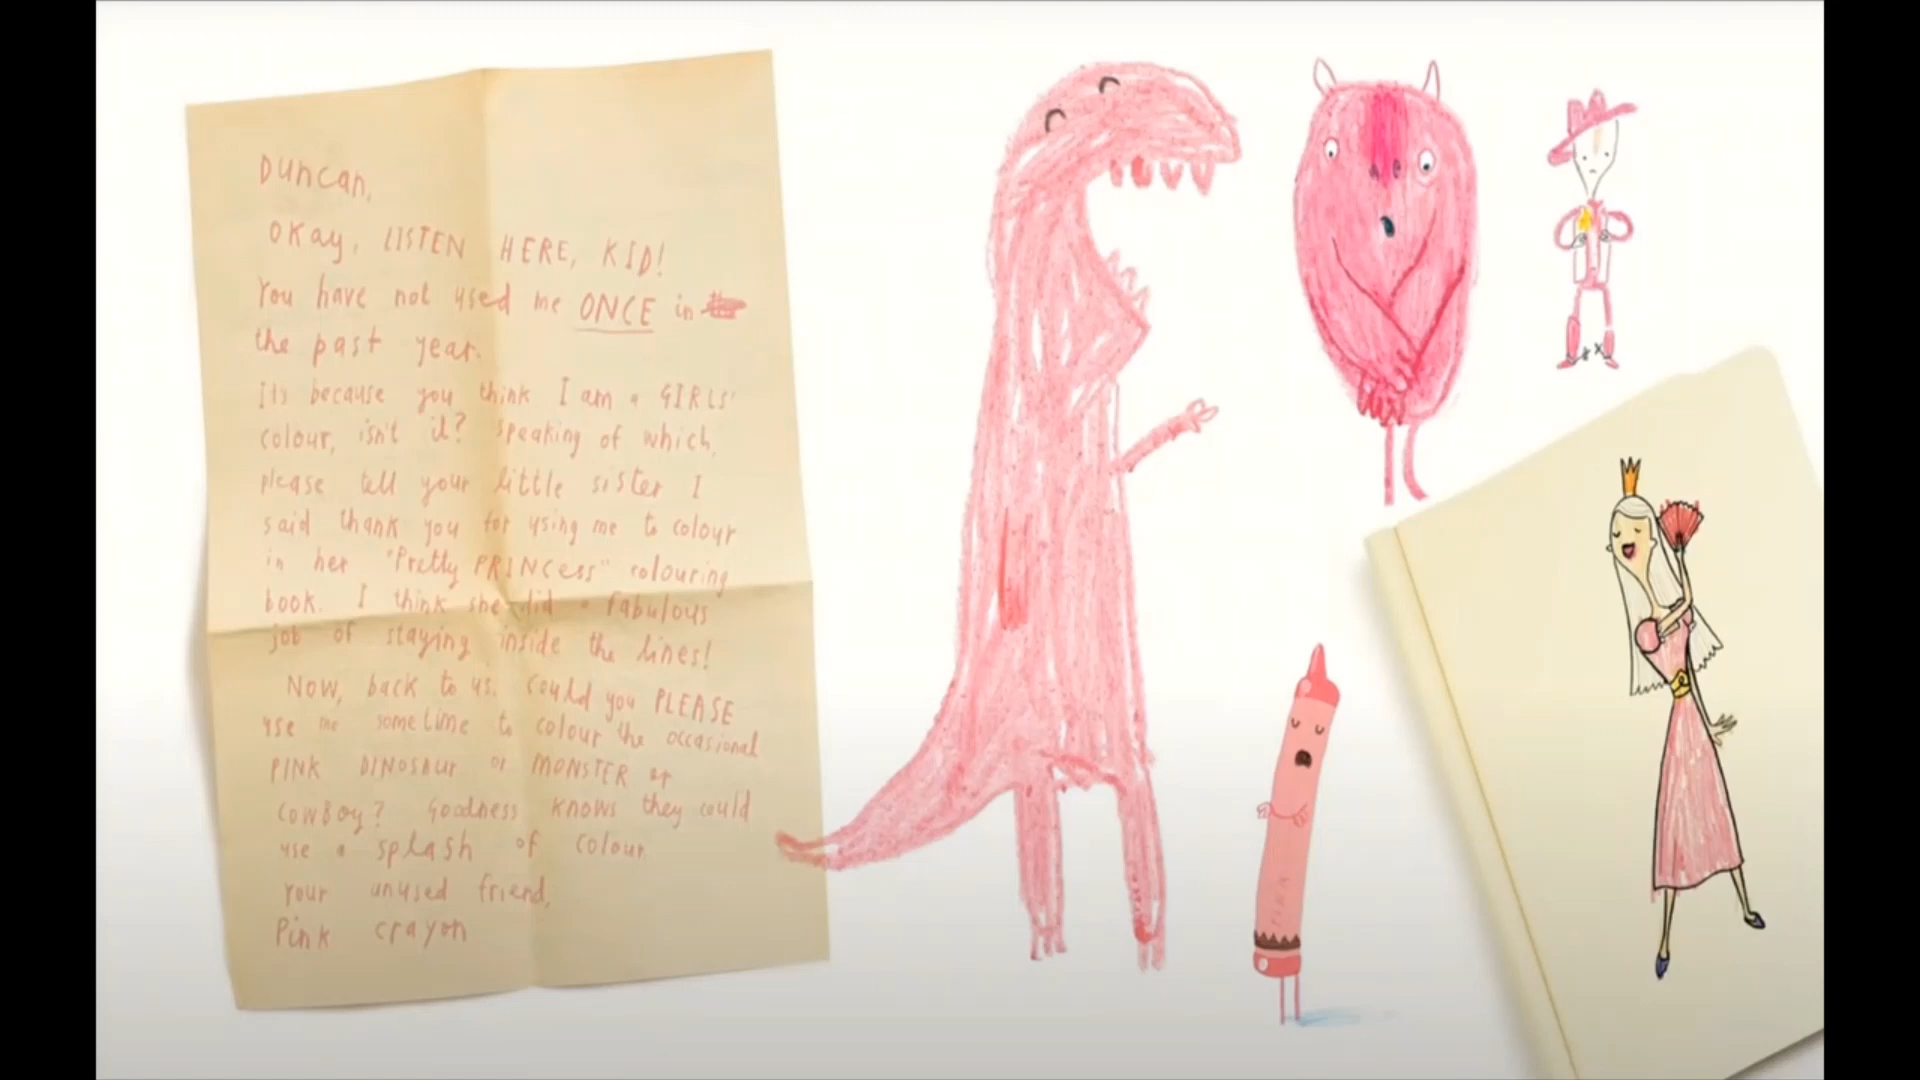 Duncan,
Okay, LISTEN HERE, KID!
You have not used me ONCE in
the past year.
Its because you think I am a GIRLS'
colour, isn't it? Speaking of which,
please tell your little sister I
said thank you for using me to colour
in her "Pretty PRINCess" colouring
book. I think she did a fabulous
job of staying inside the lines!
Now, back to us. Could you PLEASE
use me sometime to colour the occasional
PINK DINOSaur or MONSTER or
COWBOy? Goodness knows they could
use a splash of colour.
Your unused friend,
Pink crayon
PINK